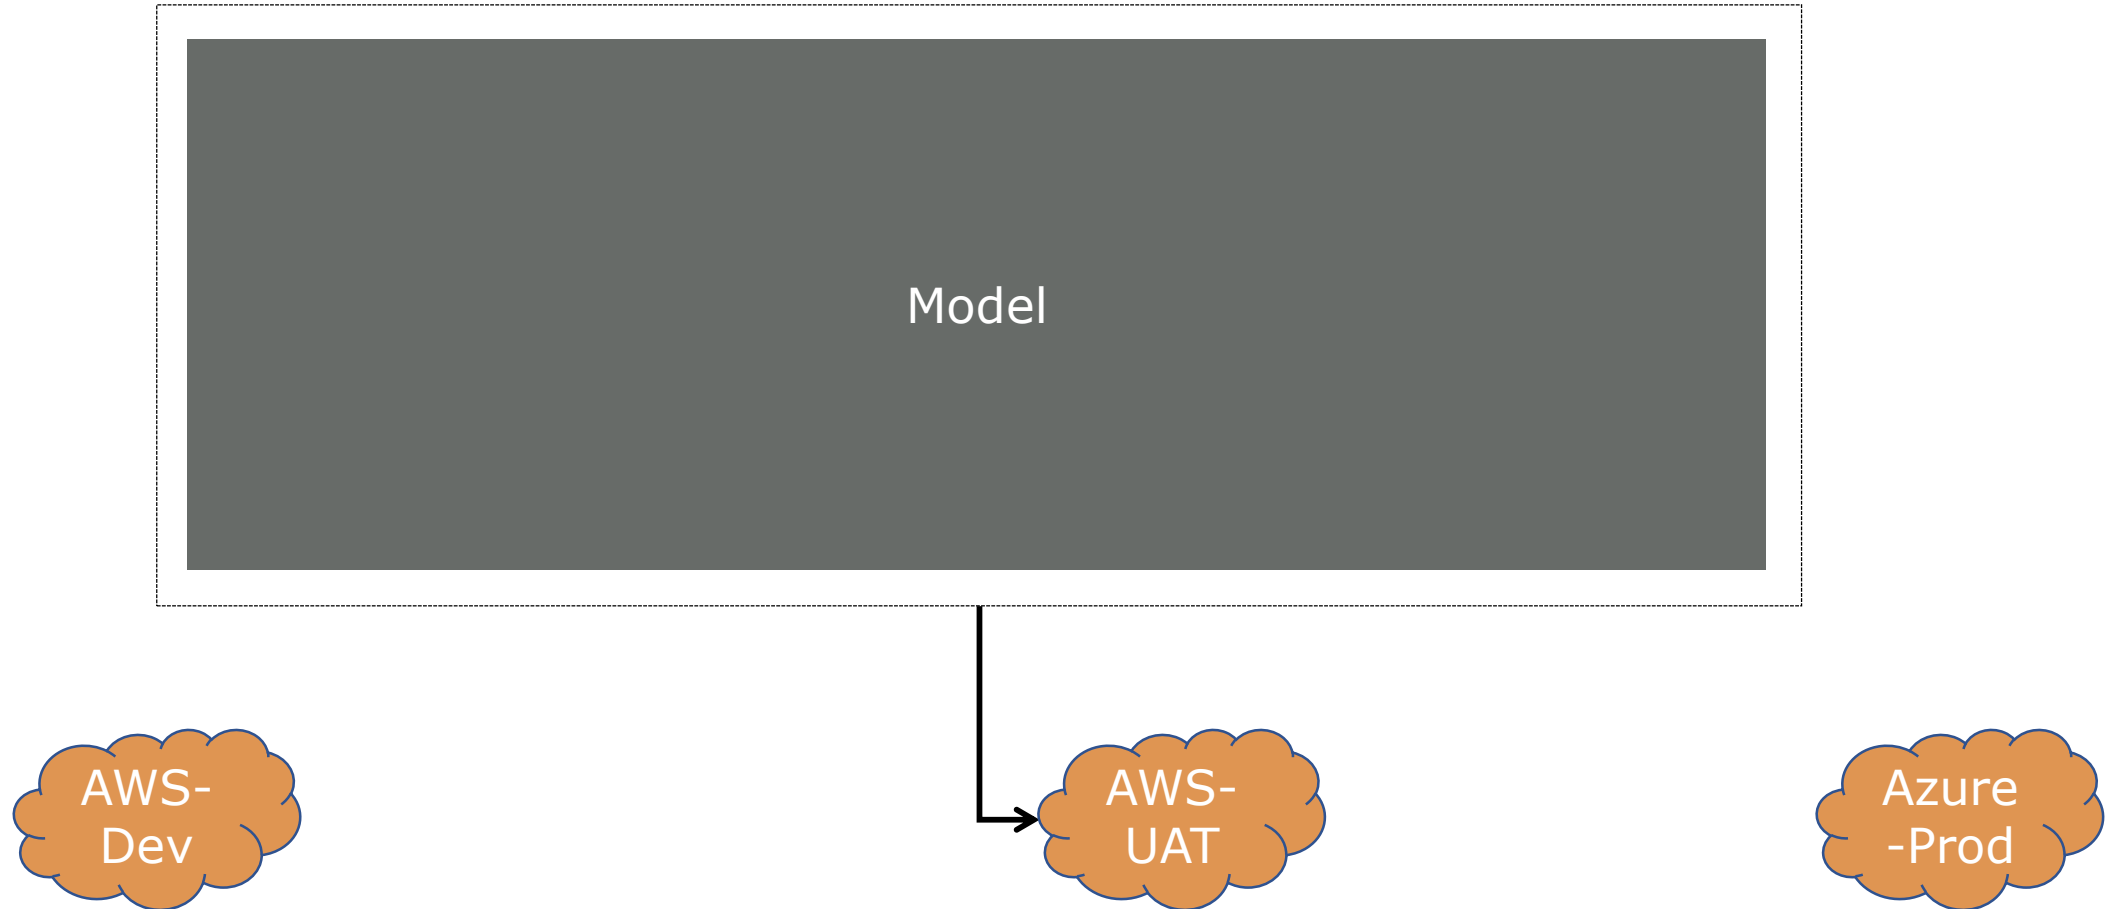 Model
AWS-
Dev
AWS-
UAT
Azure
-Prod